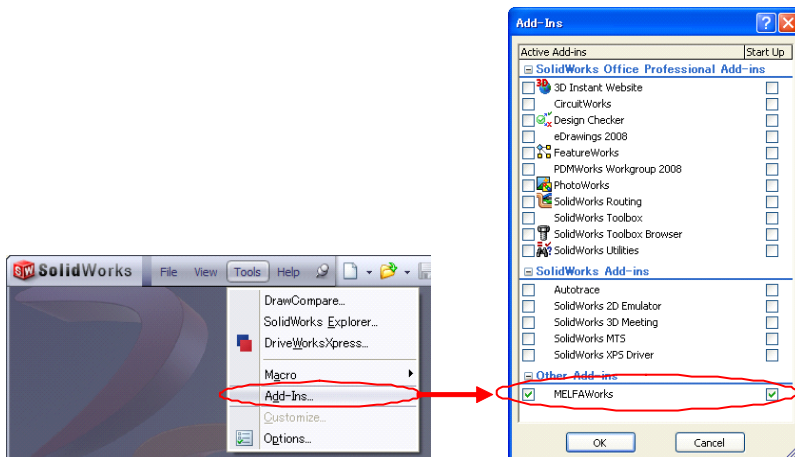 SolidWorks File View Tools Help
DrawCompare...
SolidWorks Explorer...
DriveWorksXpress...
Macro
Add-Ins...
Customize...
Options...
Add-Ins
Active Add-ins Start Up
SolidWorks Office Professional Add-ins
3D Instant Website
CircuitWorks
Design Checker
eDrawings 2008
FeatureWorks
PDMWorks Workgroup 2008
PhotoWorks
SolidWorks Routing
SolidWorks Toolbox
SolidWorks Toolbox Browser
SolidWorks Utilities
SolidWorks Add-ins
Autotrace
SolidWorks 2D Emulator
SolidWorks 3D Meeting
SolidWorks MTS
SolidWorks XPS Driver
Other Add-ins
MELFAWorks
OK Cancel